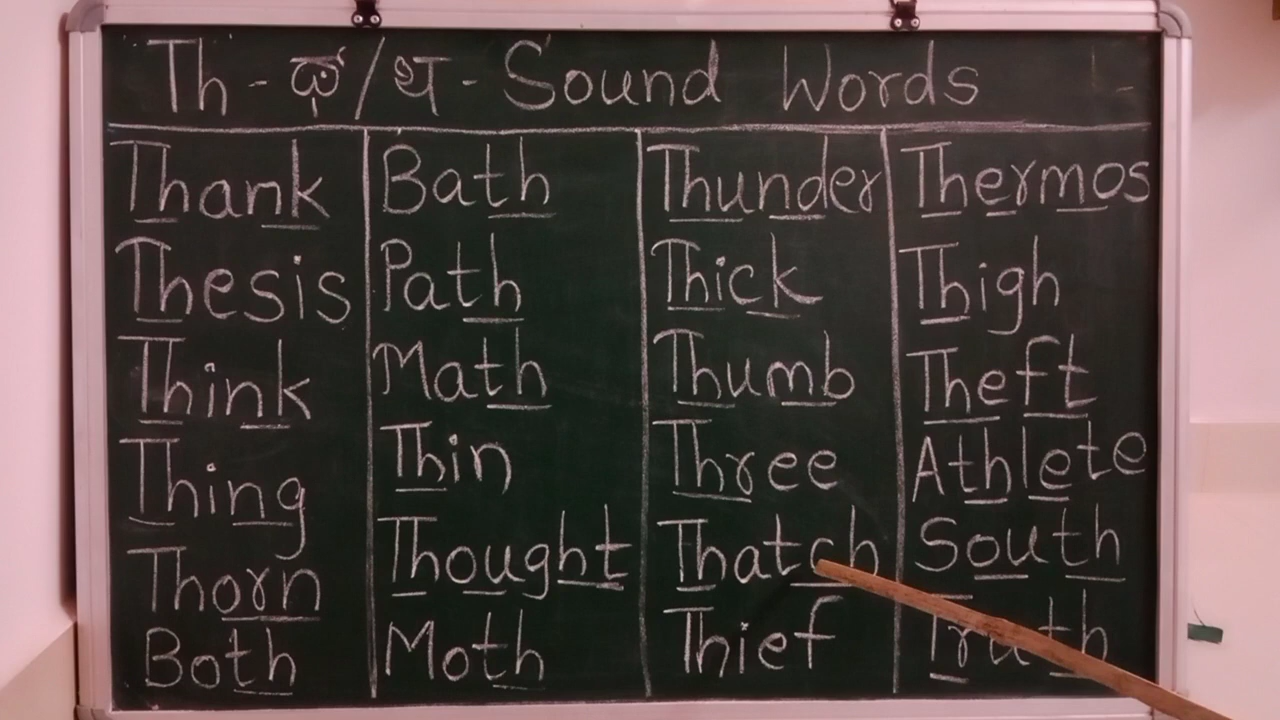 Th - థ/थ - Sound Words
Thank
Thesis
Think
Thing
Thorn
Both
Bath
Path
Math
Thin
Thought
Moth
Thunder
Thick
Thumb
Three
Thatch
Thief
Thermos
Thigh
Theft
Athlete
South
Truth